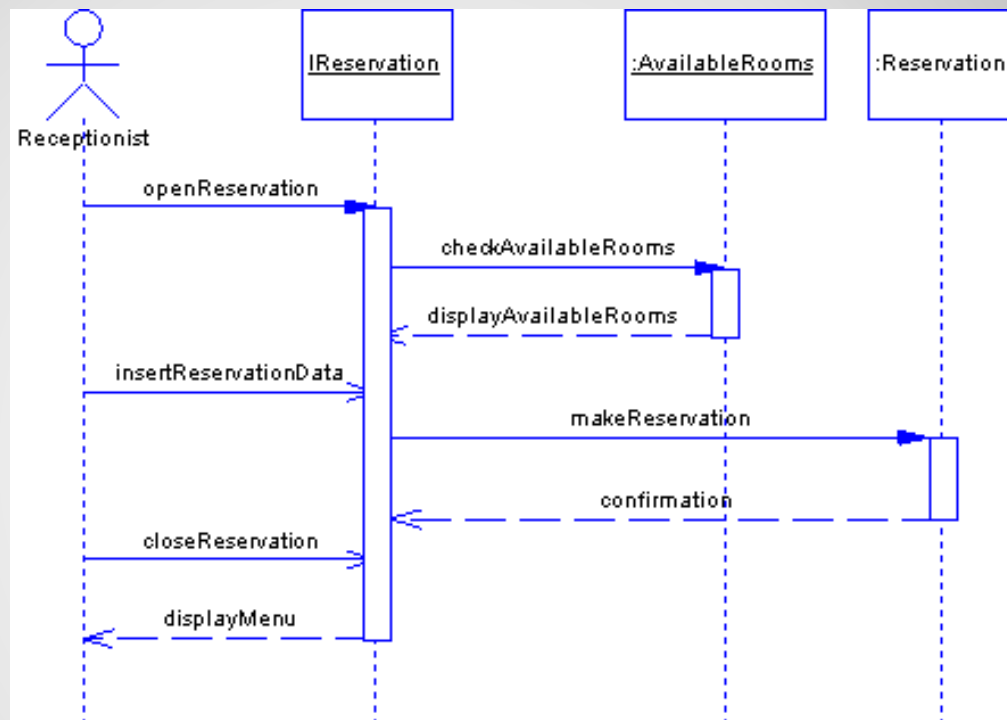 IReservation
:AvailableRooms
:Reservation
Receptionist
openReservation
checkAvailableRooms
displayAvailableRooms
insertReservationData
makeReservation
confirmation
closeReservation
displayMenu